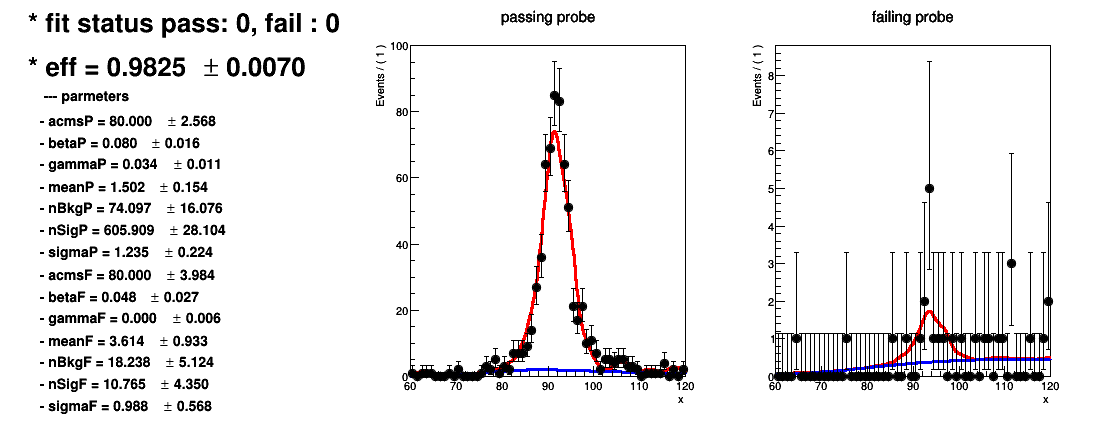 * fit status pass: 0, fail : 0
* eff = 0.9825 ± 0.0070
--- parmeters
- acmsP = 80.000 ± 2.568
- betaP = 0.080 ± 0.016
- gammaP = 0.034 ± 0.011
- meanP = 1.502 ± 0.154
- nBkgP = 74.097 ± 16.076
- nSigP = 605.909 ± 28.104
- sigmaP = 1.235 ± 0.224
- acmsF = 80.000 ± 3.984
- betaF = 0.048 ± 0.027
- gammaF = 0.000 ± 0.006
- meanF = 3.614 ± 0.933
- nBkgF = 18.238 ± 5.124
- nSigF = 10.765 ± 4.350
- sigmaF = 0.988 ± 0.568
passing probe
Events / ( 1 )
100
80
60
40
20
0
60 70 80 90 100 110 120
x
failing probe
Events / ( 1 )
8
7
6
5
4
3
2
1
0
60 70 80 90 100 110 120
x